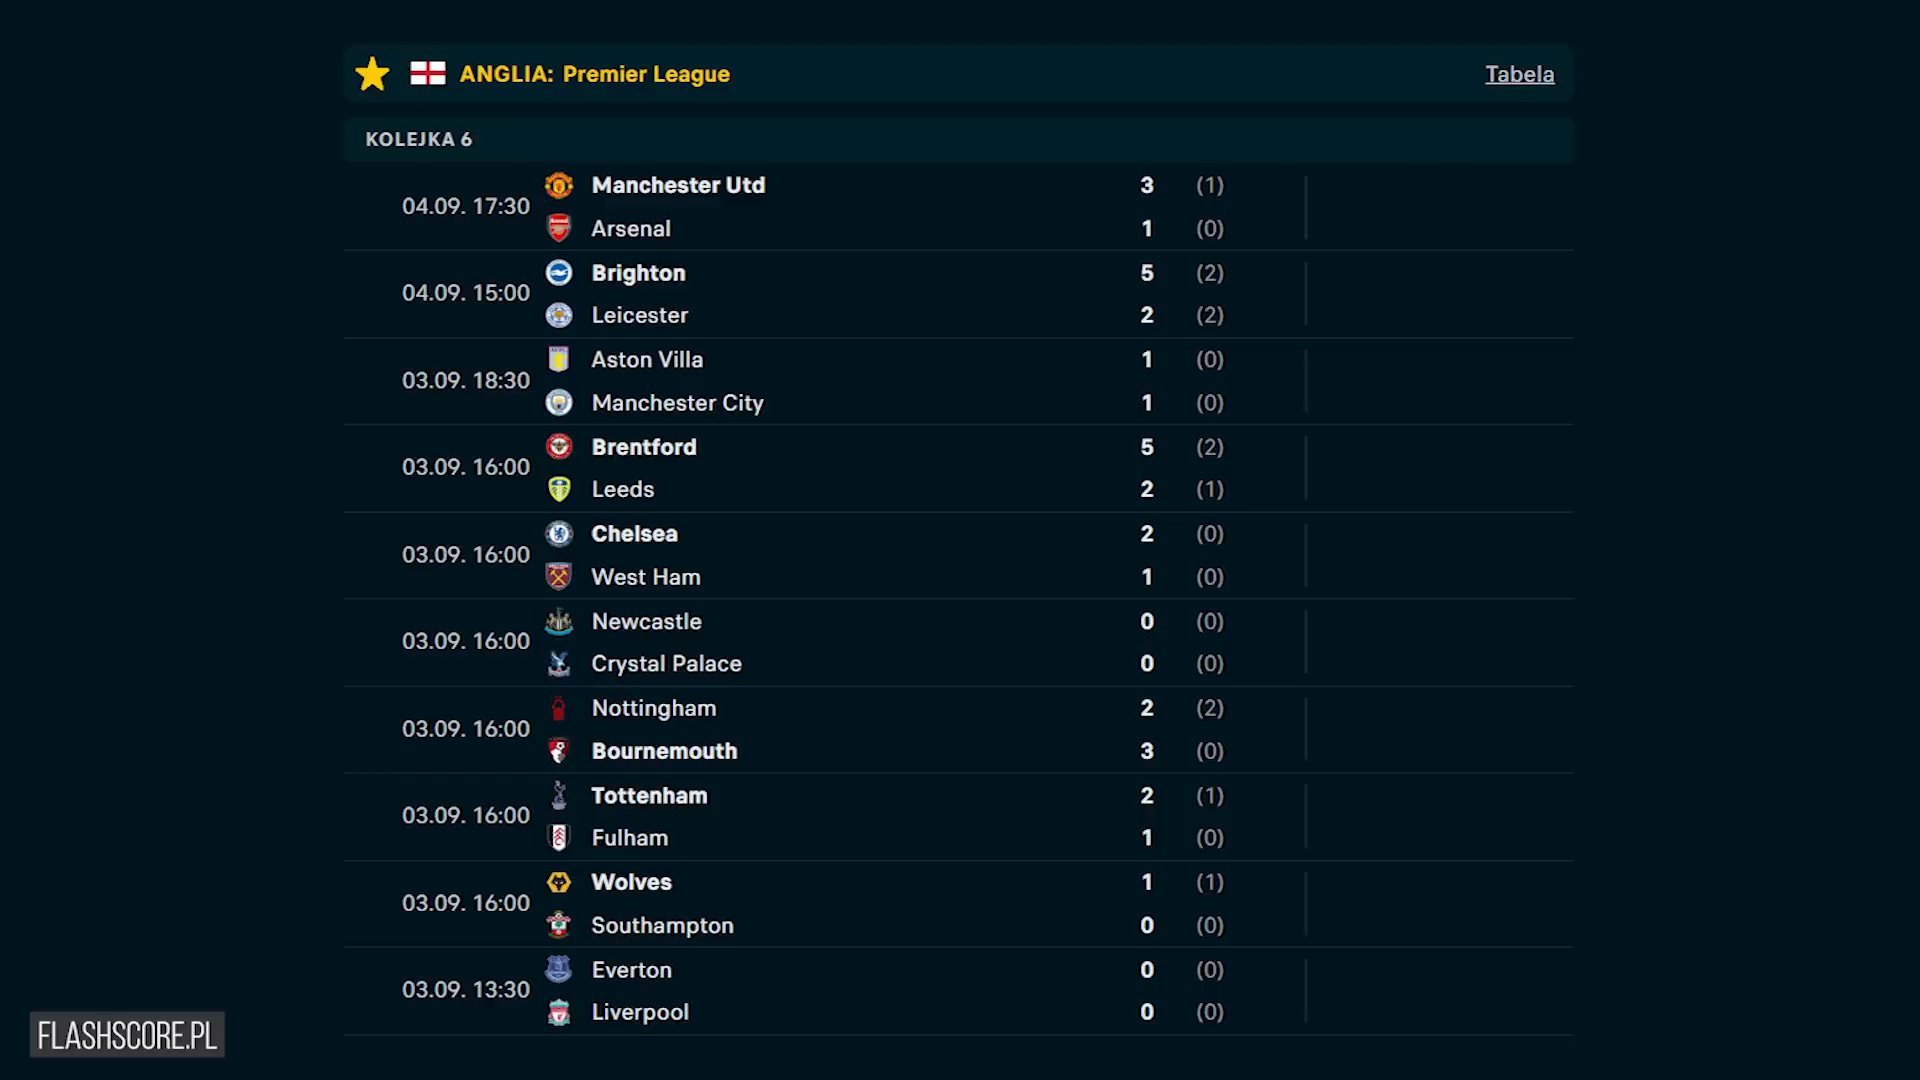 ANGLIA: Premier League Tabela
KOLEJKA 6
04.09. 17:30
Manchester Utd 3 (1)
Arsenal 1 (0)
04.09. 15:00
Brighton 5 (2)
Leicester 2 (2)
03.09. 18:30
Aston Villa 1 (0)
Manchester City 1 (0)
03.09. 16:00
Brentford 5 (2)
Leeds 2 (1)
03.09. 16:00
Chelsea 2 (0)
West Ham 1 (0)
03.09. 16:00
Newcastle 0 (0)
Crystal Palace 0 (0)
03.09. 16:00
Nottingham 2 (2)
Bournemouth 3 (0)
03.09. 16:00
Tottenham 2 (1)
Fulham 1 (0)
03.09. 16:00
Wolves 1 (1)
Southampton 0 (0)
03.09. 13:30
Everton 0 (0)
Liverpool 0 (0)
FLASHSCORE.PL